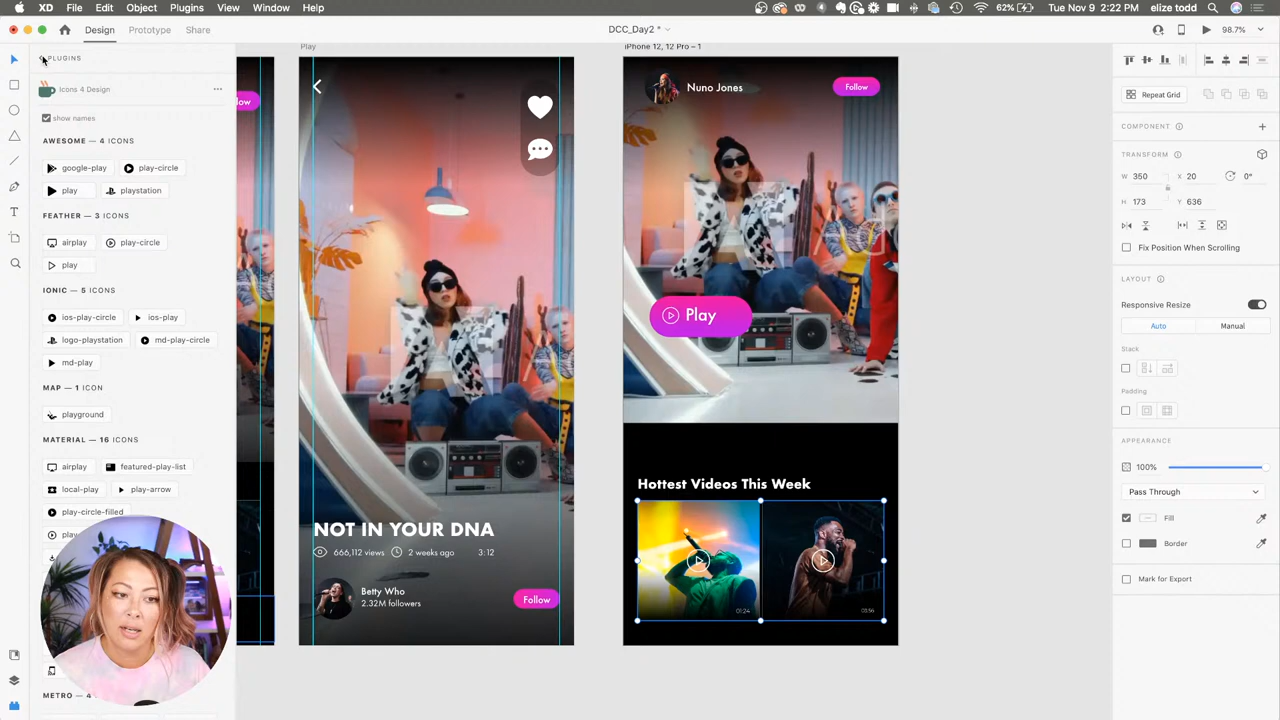 XD File Edit Object Plugins View Window Help
62% Tue Nov 9 2:22 PM elize todd
Design Prototype Share
DCC_Day2 *
98.7%
PLUGINS
Icons 4 Design
show names
AWESOME — 4 ICONS
google-play play-circle
play playstation
FEATHER — 3 ICONS
airplay play-circle
play
IONIC — 5 ICONS
ios-play-circle ios-play
logo-playstation md-play-circle
md-play
MAP — 1 ICON
playground
MATERIAL — 16 ICONS
airplay featured-play-list
local-play play-arrow
play-circle-filled
METRO — 4
low
Play
NOT IN YOUR DNA
666,112 views 2 weeks ago 3:12
Betty Who
2.32M followers
Follow
iPhone 12, 12 Pro – 1
Nuno Jones
Follow
Play
Hottest Videos This Week
01:24
03:56
Repeat Grid
COMPONENT
TRANSFORM
W 350 X 20 0°
H 173 Y 636
Fix Position When Scrolling
LAYOUT
Responsive Resize
Auto Manual
Stack
Padding
APPEARANCE
100%
Pass Through
Fill
Border
Mark for Export